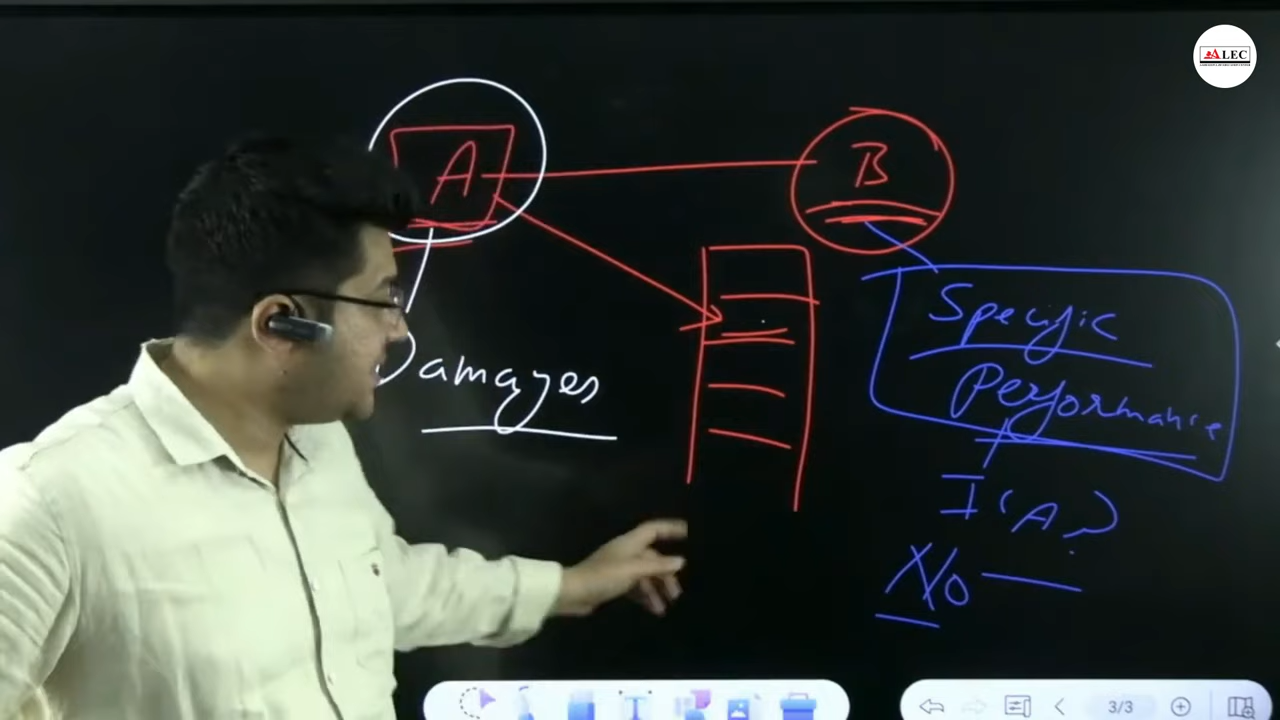 ALEC
A
B
Specific
Performance
Damages
I 'A?
No
3/3